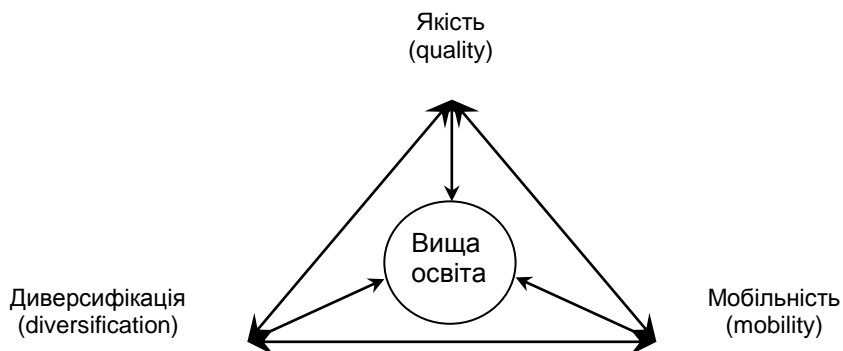 Якість
(quality)
Вища
освіта
Диверсифікація
(diversification)
Мобільність
(mobility)